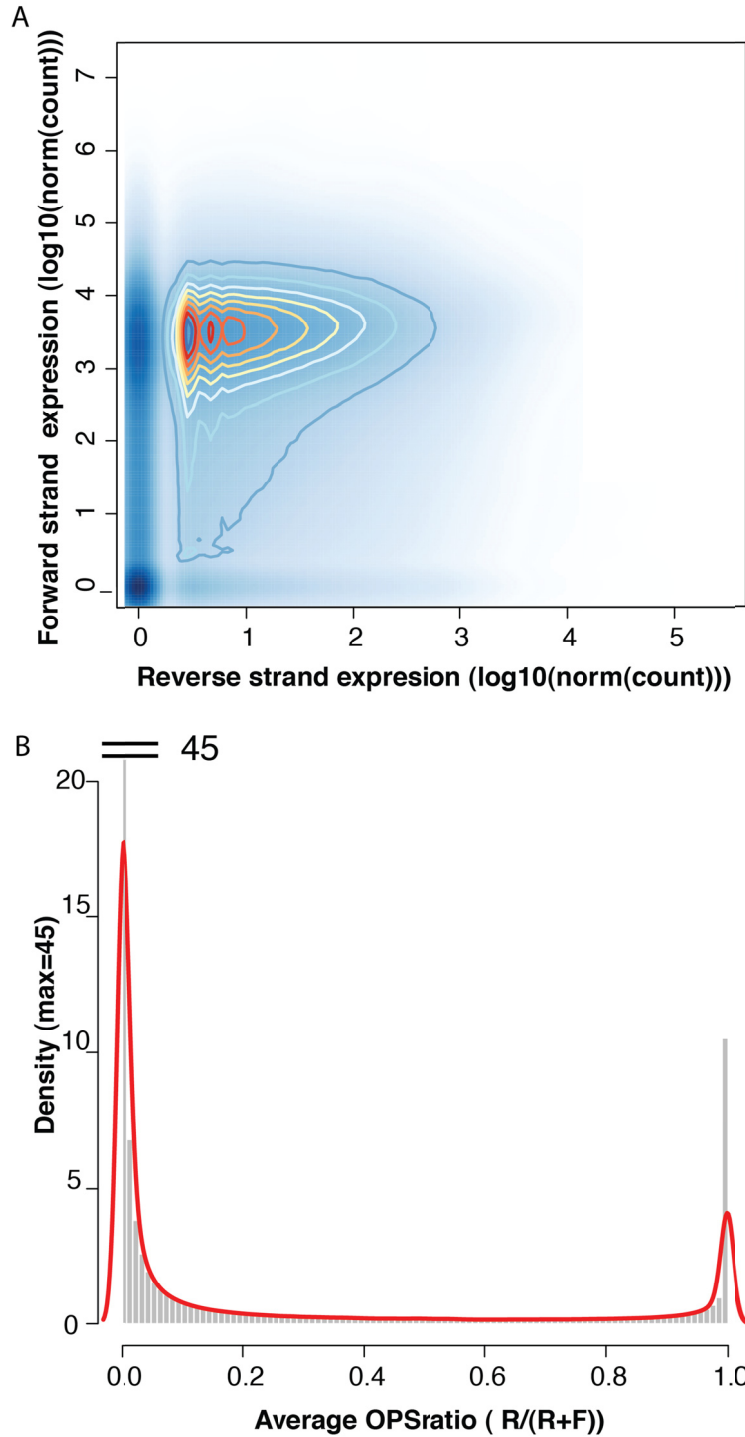 A
Forward strand expression (log10(norm(count)))
7
6
5
4
3
2
1
0
0 1 2 3 4 5
Reverse strand expresion (log10(norm(count)))
B
45
Density (max=45)
20
15
10
5
0
0.0 0.2 0.4 0.6 0.8 1.0
Average OPSratio ( R/(R+F))